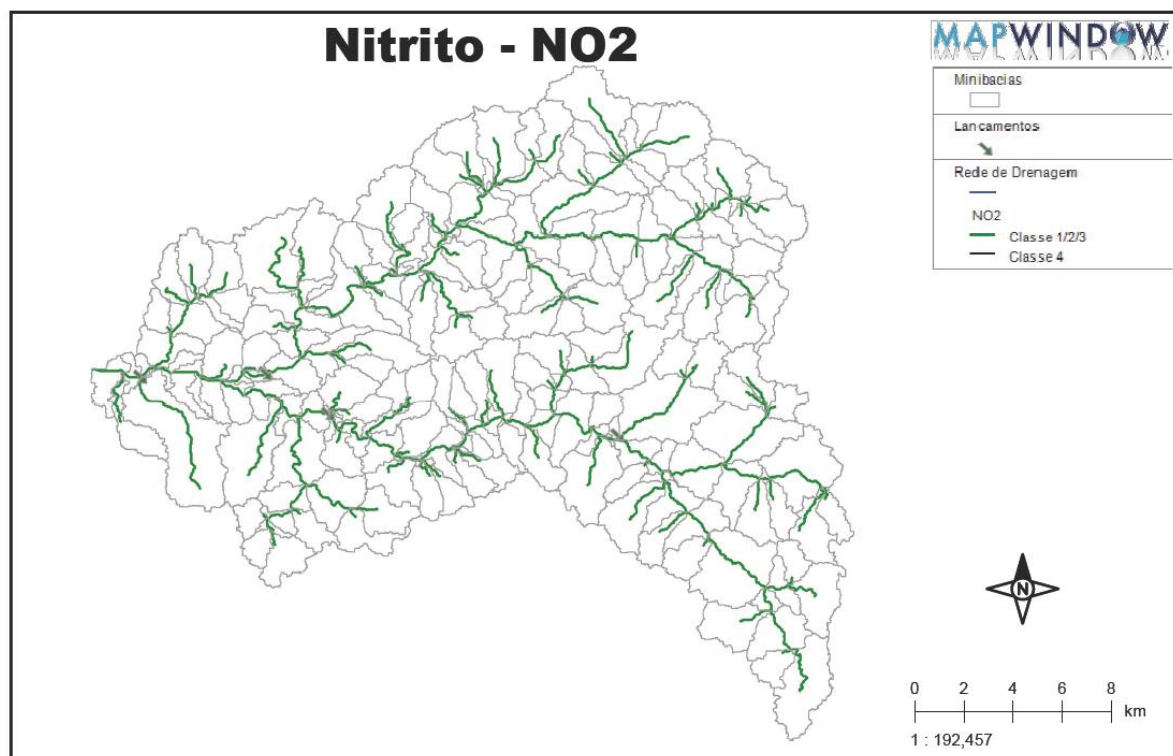 Nitrito - NO2
MAPWINDOW
Minibacias
Lancamentos
Rede de Drenagem
NO2
Classe 1/2/3
Classe 4
N
0 2 4 6 8
km
1 : 192,457